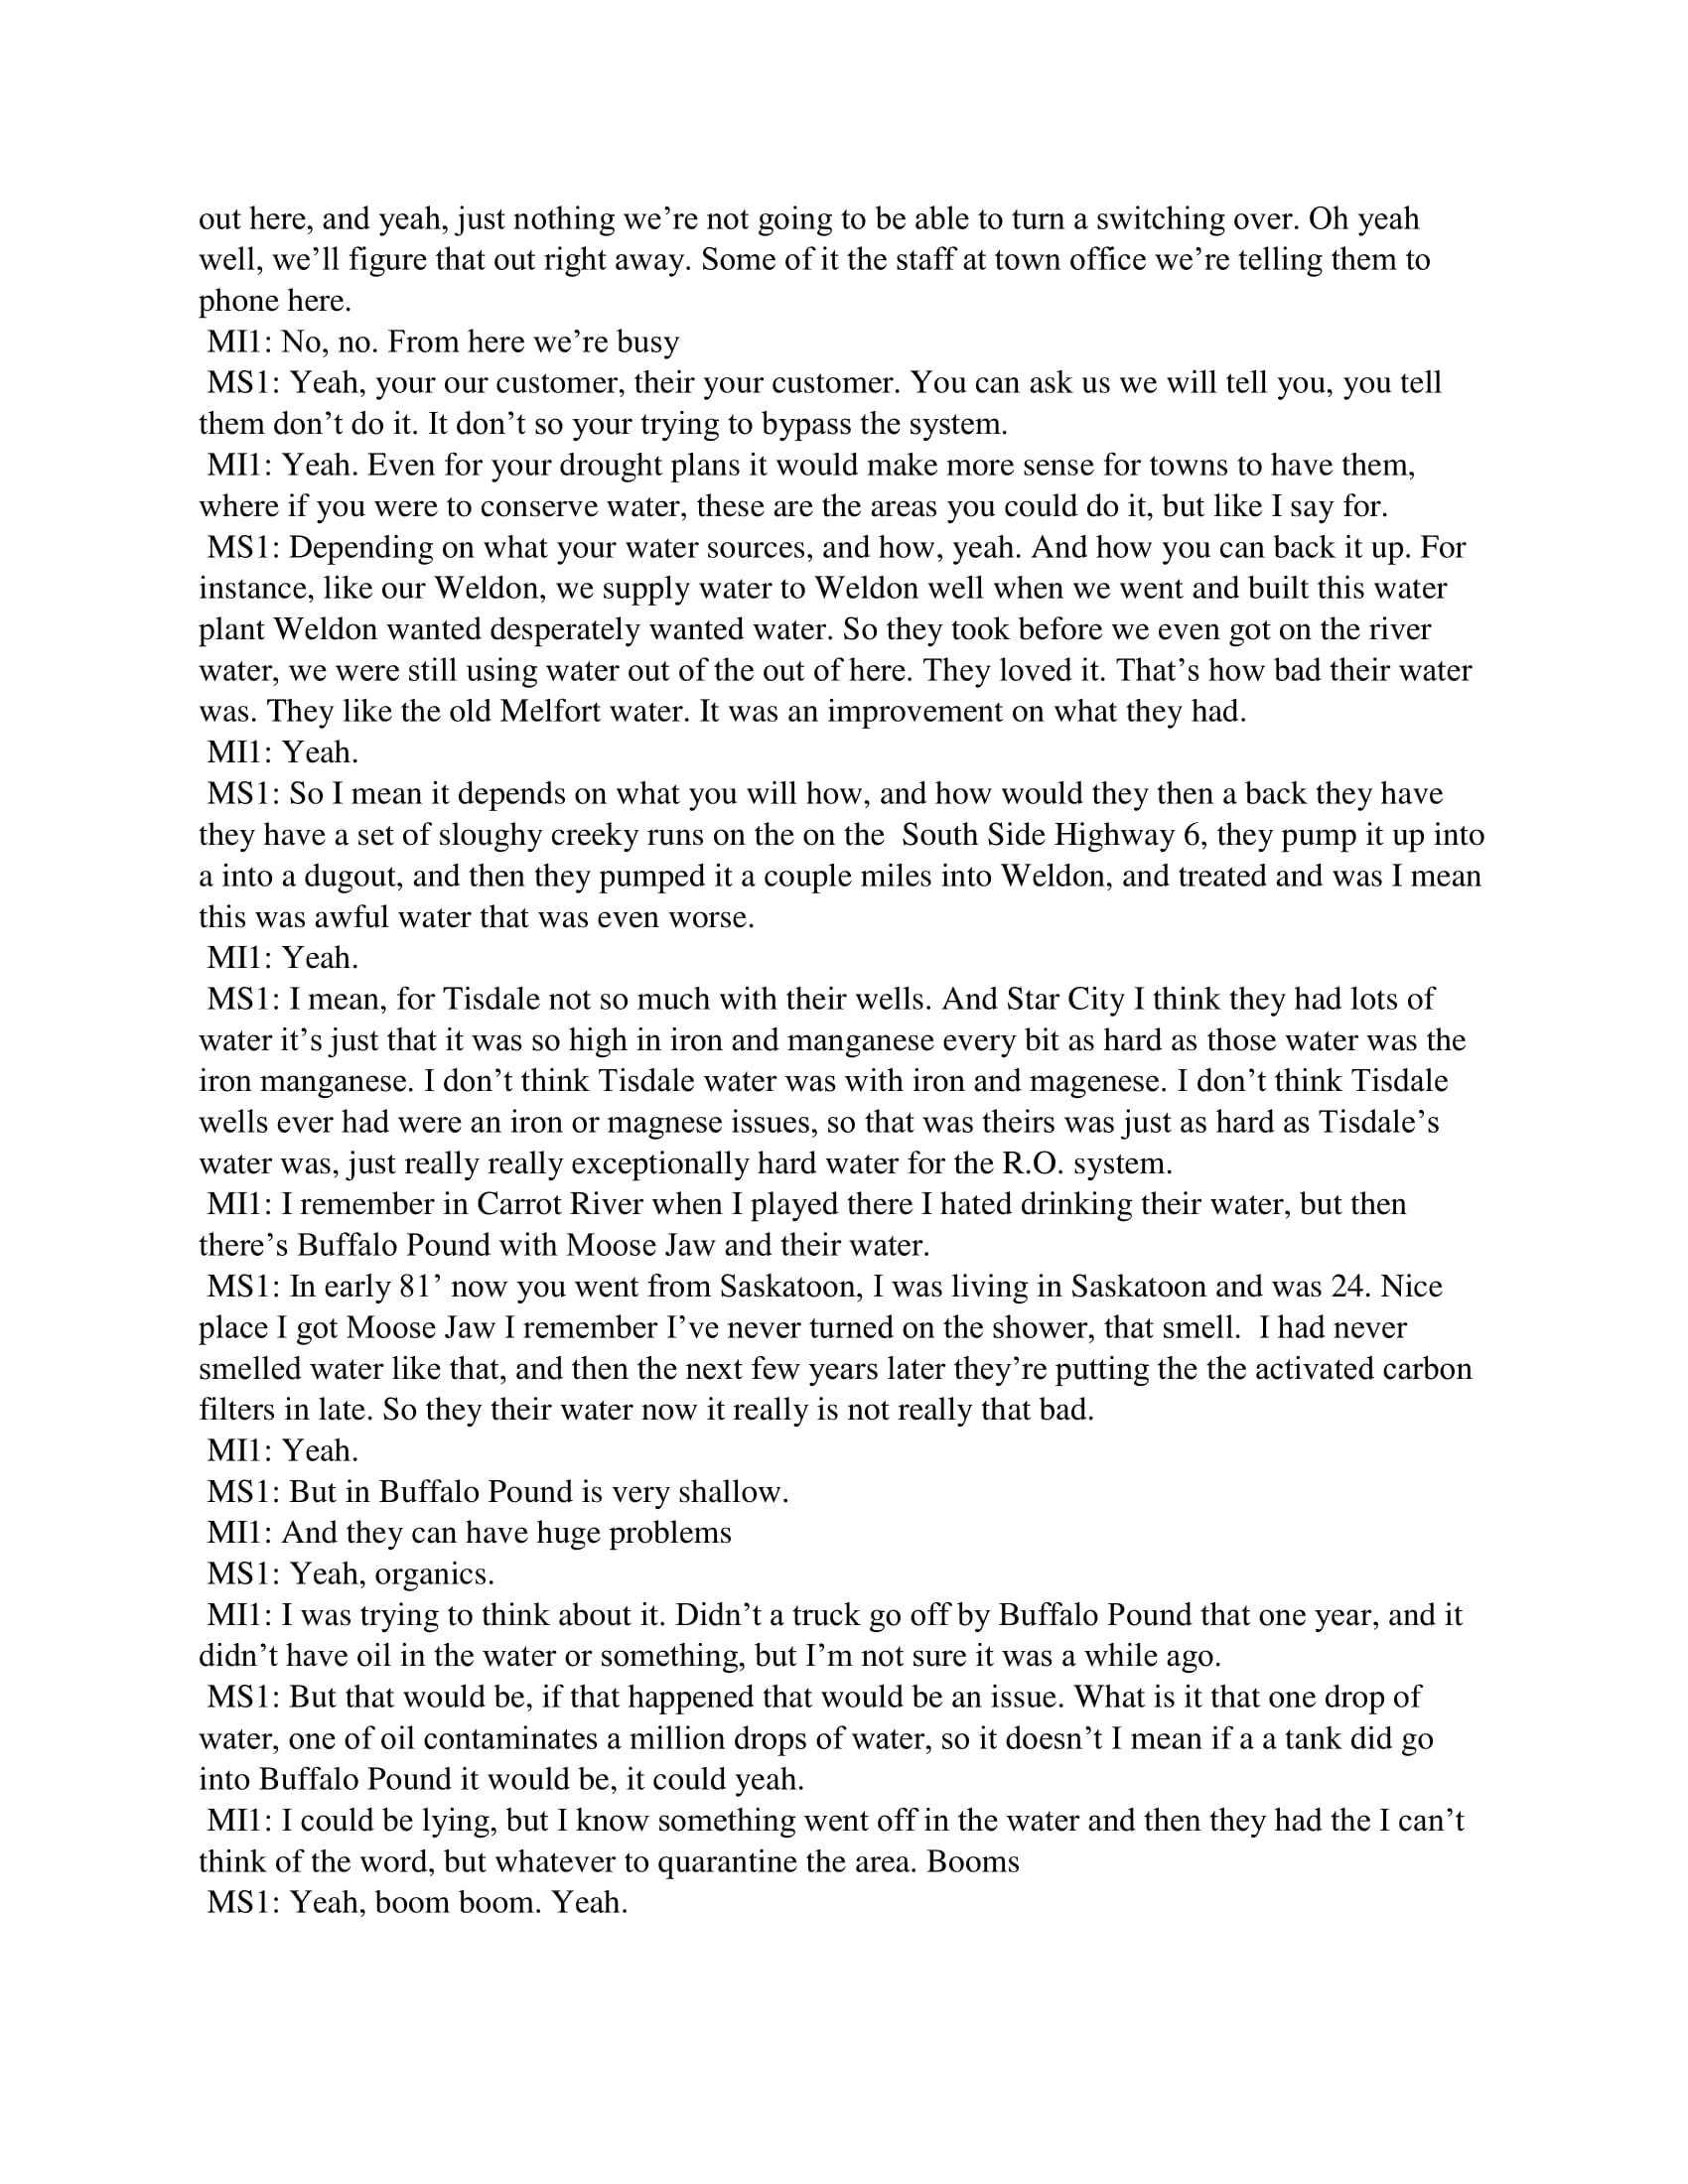 out here, and yeah, just nothing we’re not going to be able to turn a switching over. Oh yeah
well, we’ll figure that out right away. Some of it the staff at town office we’re telling them to
phone here.
MI1: No, no. From here we’re busy
MS1: Yeah, your our customer, their your customer. You can ask us we will tell you, you tell
them don’t do it. It don’t so your trying to bypass the system.
MI1: Yeah. Even for your drought plans it would make more sense for towns to have them,
where if you were to conserve water, these are the areas you could do it, but like I say for.
MS1: Depending on what your water sources, and how, yeah. And how you can back it up. For
instance, like our Weldon, we supply water to Weldon well when we went and built this water
plant Weldon wanted desperately wanted water. So they took before we even got on the river
water, we were still using water out of the out of here. They loved it. That’s how bad their water
was. They like the old Melfort water. It was an improvement on what they had.
MI1: Yeah.
MS1: So I mean it depends on what you will how, and how would they then a back they have
they have a set of sloughy creeky runs on the on the  South Side Highway 6, they pump it up into
a into a dugout, and then they pumped it a couple miles into Weldon, and treated and was I mean
this was awful water that was even worse.
MI1: Yeah.
MS1: I mean, for Tisdale not so much with their wells. And Star City I think they had lots of
water it’s just that it was so high in iron and manganese every bit as hard as those water was the
iron manganese. I don’t think Tisdale water was with iron and magenese. I don’t think Tisdale
wells ever had were an iron or magnese issues, so that was theirs was just as hard as Tisdale’s
water was, just really really exceptionally hard water for the R.O. system.
MI1: I remember in Carrot River when I played there I hated drinking their water, but then
there’s Buffalo Pound with Moose Jaw and their water.
MS1: In early 81’ now you went from Saskatoon, I was living in Saskatoon and was 24. Nice
place I got Moose Jaw I remember I’ve never turned on the shower, that smell.  I had never
smelled water like that, and then the next few years later they’re putting the the activated carbon
filters in late. So they their water now it really is not really that bad.
MI1: Yeah.
MS1: But in Buffalo Pound is very shallow.
MI1: And they can have huge problems
MS1: Yeah, organics.
MI1: I was trying to think about it. Didn’t a truck go off by Buffalo Pound that one year, and it
didn’t have oil in the water or something, but I’m not sure it was a while ago.
MS1: But that would be, if that happened that would be an issue. What is it that one drop of
water, one of oil contaminates a million drops of water, so it doesn’t I mean if a a tank did go
into Buffalo Pound it would be, it could yeah.
MI1: I could be lying, but I know something went off in the water and then they had the I can’t
think of the word, but whatever to quarantine the area. Booms
MS1: Yeah, boom boom. Yeah.